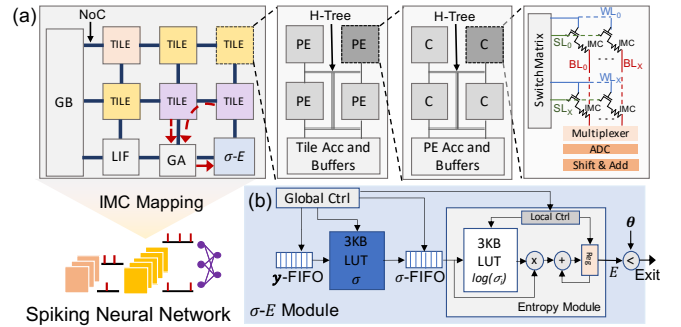 (a)
NoC
GB
TILE
TILE
TILE
TILE
TILE
TILE
LIF
GA
σ-E
H-Tree
PE
PE
PE
PE
Tile Acc and
Buffers
H-Tree
C
C
C
C
PE Acc and
Buffers
SwitchMatrix
WL0
SL0
IMC
IMC
BL0
BLX
WLX
SLX
IMC
IMC
Multiplexer
ADC
Shift & Add
IMC Mapping
Spiking Neural Network
(b)
Global Ctrl
y-FIFO
3KB
LUT
σ
σ-FIFO
Local Ctrl
3KB
LUT
log(σi)
x
+
Reg
E
θ
<
Exit
Entropy Module
σ-E Module